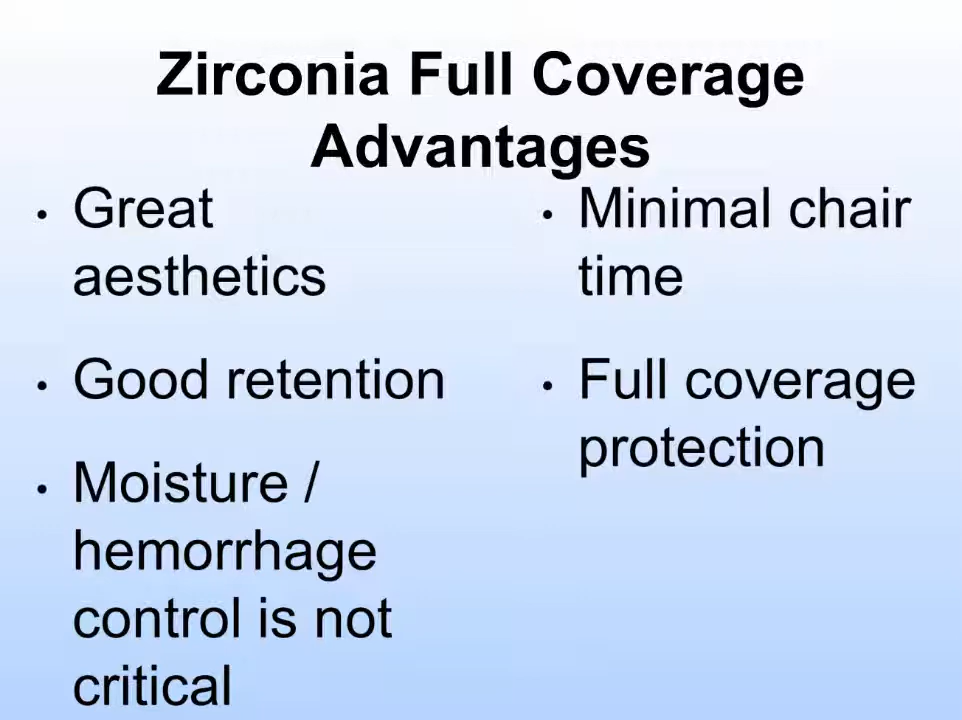 Zirconia Full Coverage
Advantages
• Great
aesthetics
• Good retention
• Moisture /
hemorrhage
control is not
critical
• Minimal chair
time
• Full coverage
protection